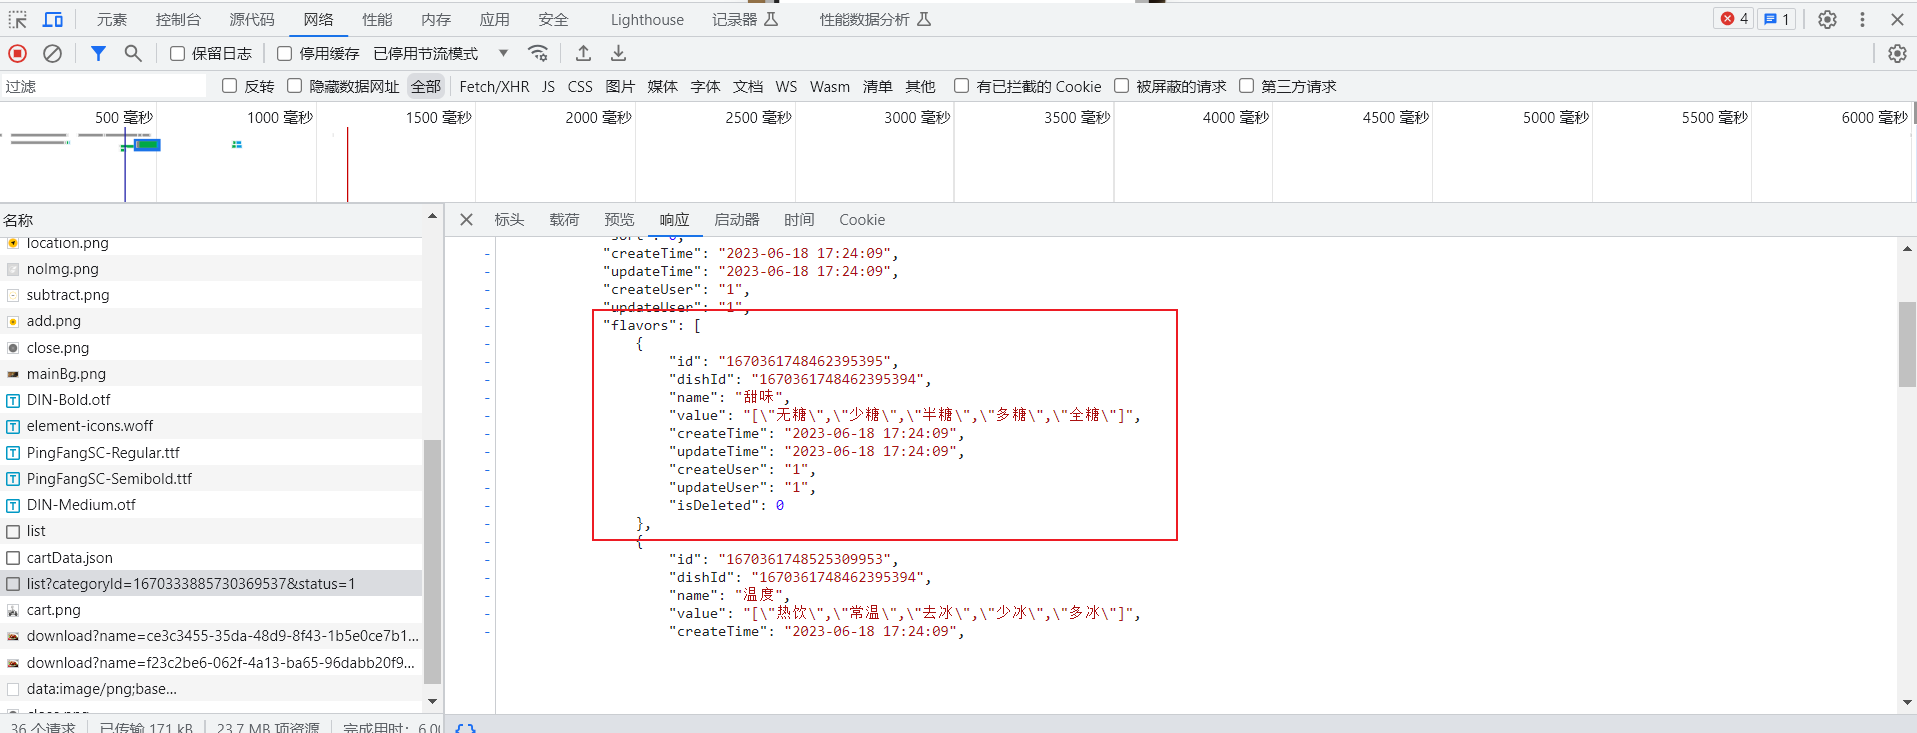 元素 控制台 源代码 网络 性能 内存 应用 安全 Lighthouse 记录器 性能数据分析 4 1
保留日志 停用缓存 已停用节流模式
过滤 反转 隐藏数据网址 全部 Fetch/XHR JS CSS 图片 媒体 字体 文档 WS Wasm 清单 其他 有已拦截的 Cookie 被屏蔽的请求 第三方请求
500 毫秒 1000 毫秒 1500 毫秒 2000 毫秒 2500 毫秒 3000 毫秒 3500 毫秒 4000 毫秒 4500 毫秒 5000 毫秒 5500 毫秒 6000 毫秒
名称
location.png
noImg.png
subtract.png
add.png
close.png
mainBg.png
DIN-Bold.otf
element-icons.woff
PingFangSC-Regular.ttf
PingFangSC-Semibold.ttf
DIN-Medium.otf
list
cartData.json
list?categoryId=1670333885730369537&status=1
cart.png
download?name=ce3c3455-35da-48d9-8f43-1b5e0ce7b1...
download?name=f23c2be6-062f-4a13-ba65-96dabb20f9...
data:image/png;base...
close.png
36 个请求 已传输 171 kB 23.7 MB 项资源 完成用时: 6.0
标头 载荷 预览 响应 启动器 时间 Cookie
"sort": 0,
"createTime": "2023-06-18 17:24:09",
"updateTime": "2023-06-18 17:24:09",
"createUser": "1",
"updateUser": "1",
"flavors": [
{
"id": "1670361748462395395",
"dishId": "1670361748462395394",
"name": "甜味",
"value": "[\"无糖\",\"少糖\",\"半糖\",\"多糖\",\"全糖\"]",
"createTime": "2023-06-18 17:24:09",
"updateTime": "2023-06-18 17:24:09",
"createUser": "1",
"updateUser": "1",
"isDeleted": 0
},
{
"id": "1670361748525309953",
"dishId": "1670361748462395394",
"name": "温度",
"value": "[\"热饮\",\"常温\",\"去冰\",\"少冰\",\"多冰\"]",
"createTime": "2023-06-18 17:24:09",
{}